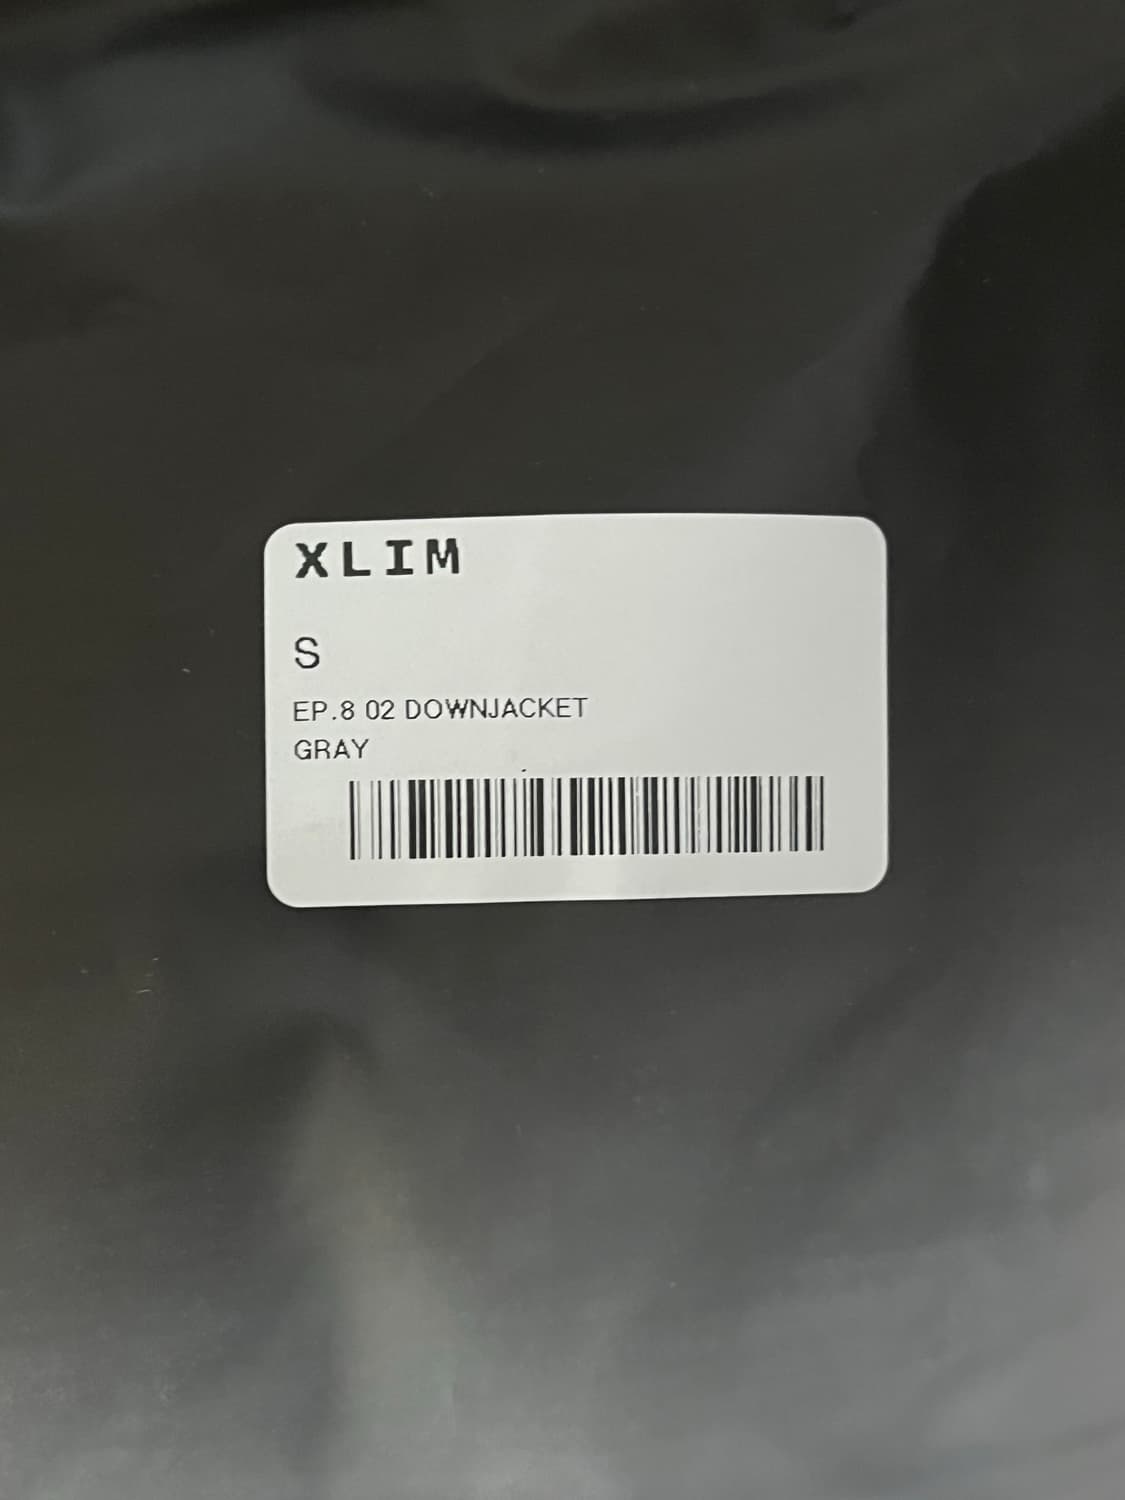 XLIM
S
EP.8 02 DOWNJACKET
GRAY